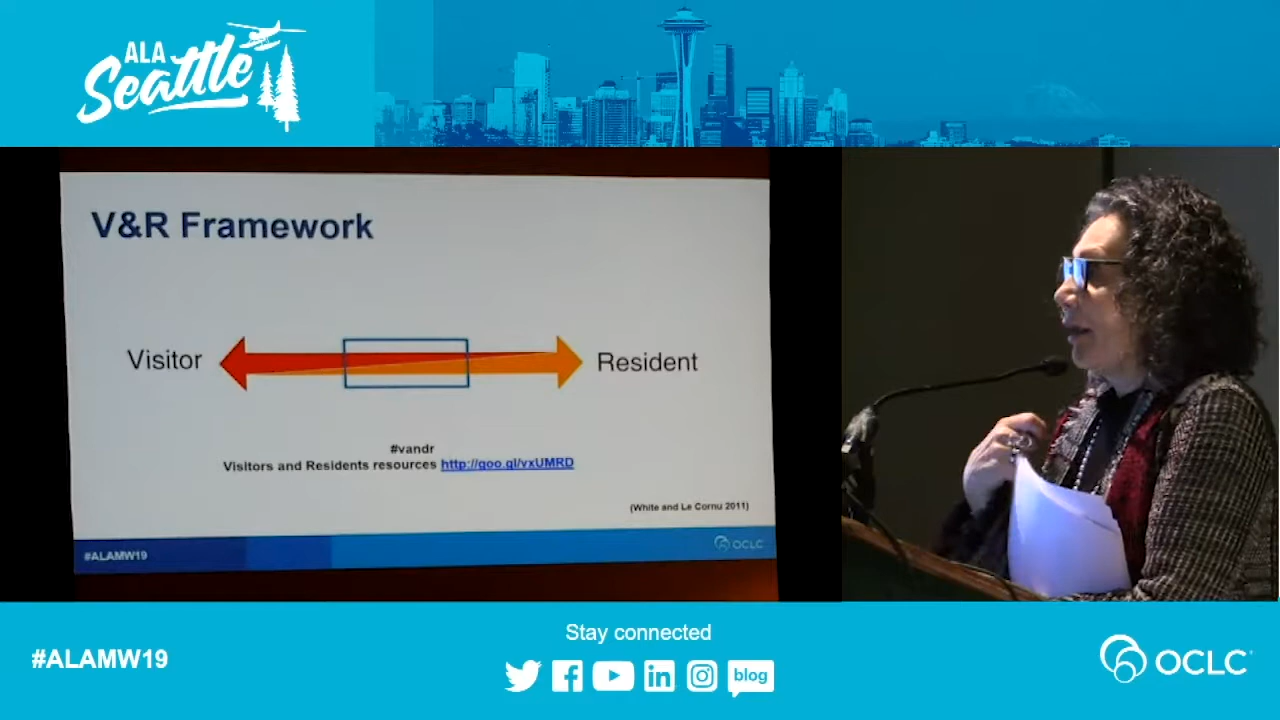 ALA
Seattle
V&R Framework
Visitor
Resident
#vandr
Visitors and Residents resources http://goo.gl/vxUMRD
(White and Le Cornu 2011)
#ALAMW19
OCLC
Stay connected
#ALAMW19
blog
OCLC